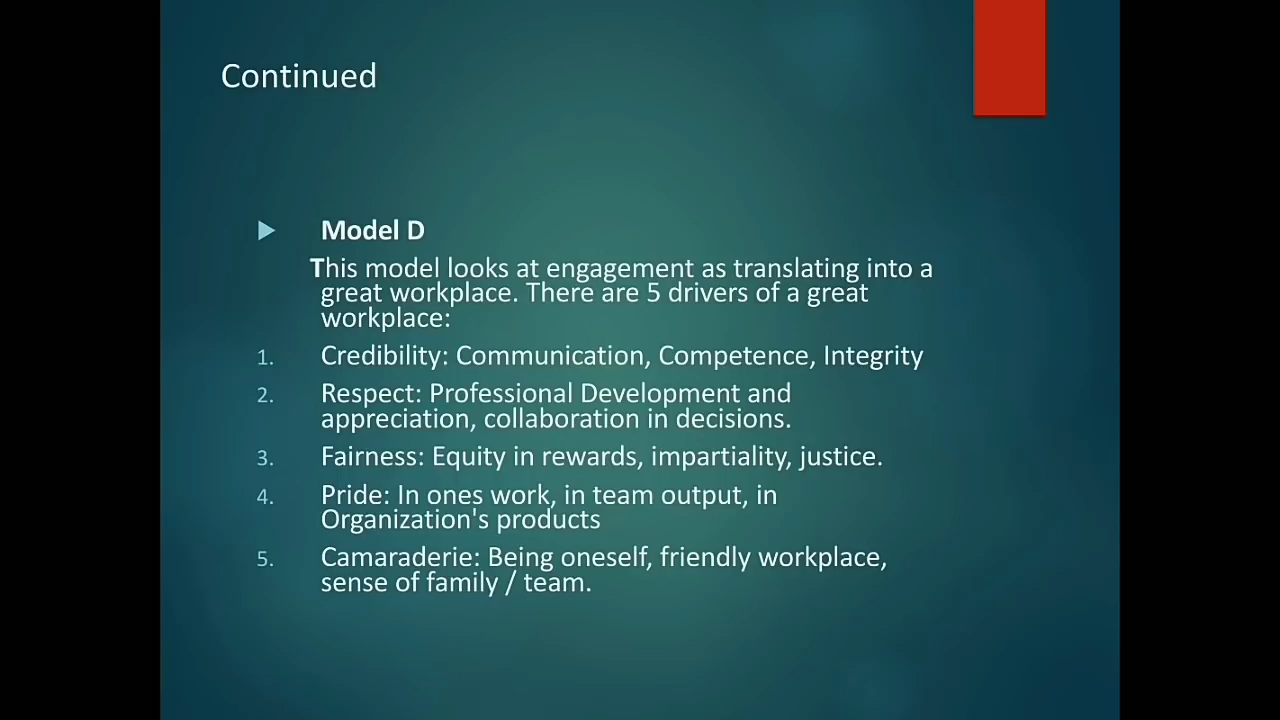 Continued
Model D
This model looks at engagement as translating into a
great workplace. There are 5 drivers of a great
workplace:
1. Credibility: Communication, Competence, Integrity
2. Respect: Professional Development and
appreciation, collaboration in decisions.
3. Fairness: Equity in rewards, impartiality, justice.
4. Pride: In ones work, in team output, in
Organization's products
5. Camaraderie: Being oneself, friendly workplace,
sense of family / team.